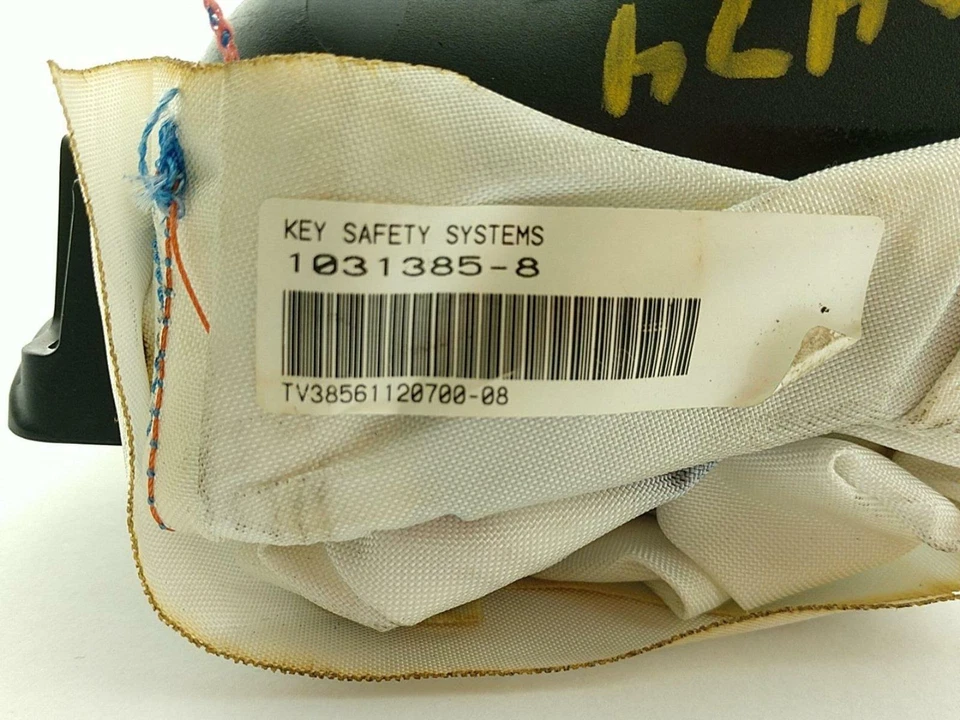 KEY SAFETY SYSTEMS
1031385-8
TV38561120700-08